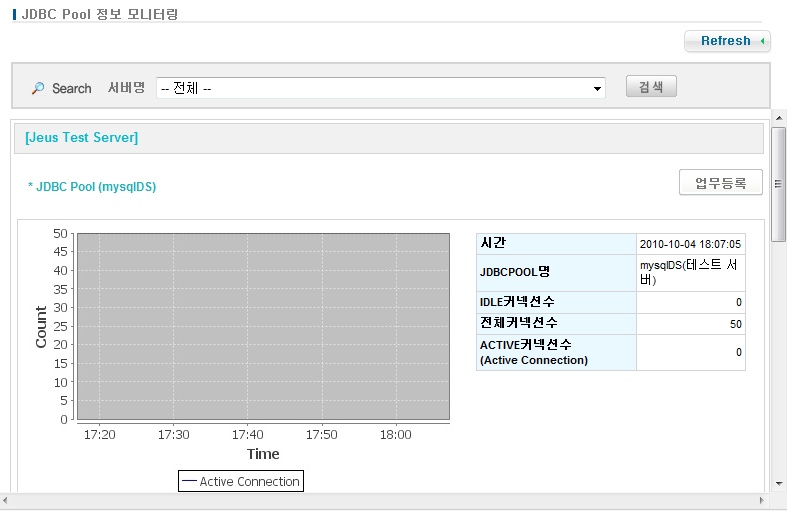 JDBC Pool 정보 모니터링
Refresh
Search 서버명 -- 전체 -- 검색
[Jeus Test Server]
* JDBC Pool (mysqlDS) 업무등록
50
45
40
35
30
25
20
15
10
5
0
Count
17:20 17:30 17:40 17:50 18:00
Time
Active Connection
시간 2010-10-04 18:07:05
JDBCPOOL명 mysqlDS(테스트 서
버)
IDLE커넥션수 0
전체커넥션수 50
ACTIVE커넥션수
(Active Connection) 0